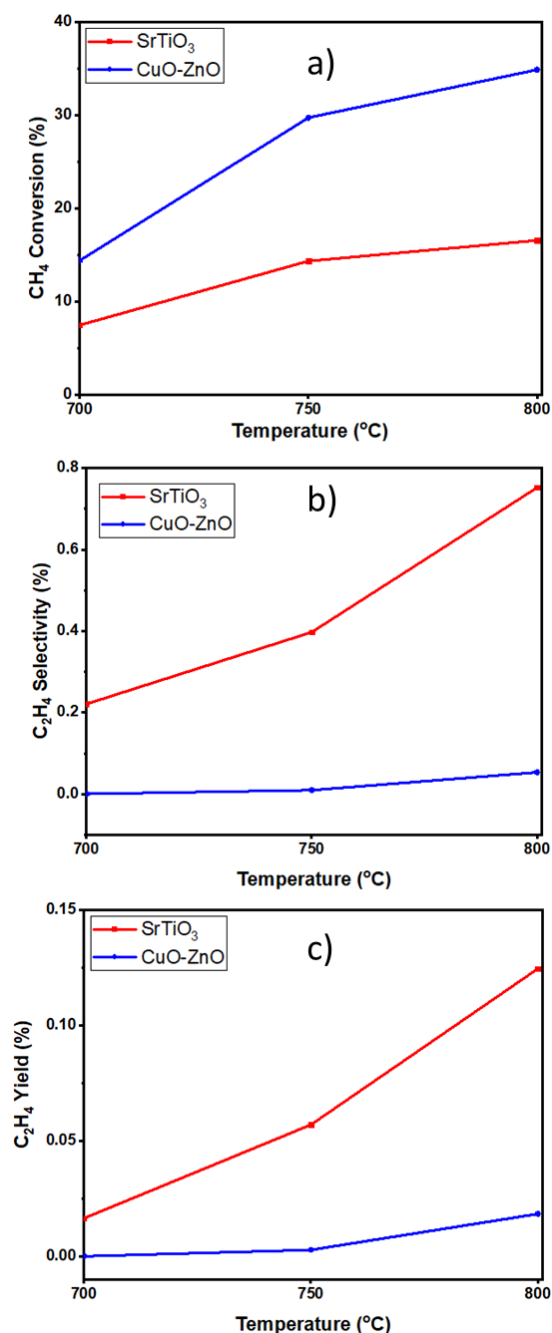 40
30
20
10
0
CH₄ Conversion (%)
SrTiO₃
CuO-ZnO
a)
700
750
800
Temperature (°C)
0.8
0.6
0.4
0.2
0.0
C₂H₄ Selectivity (%)
SrTiO₃
CuO-ZnO
b)
700
750
800
Temperature (°C)
0.15
0.10
0.05
0.00
C₂H₄ Yield (%)
SrTiO₃
CuO-ZnO
c)
700
750
800
Temperature (°C)